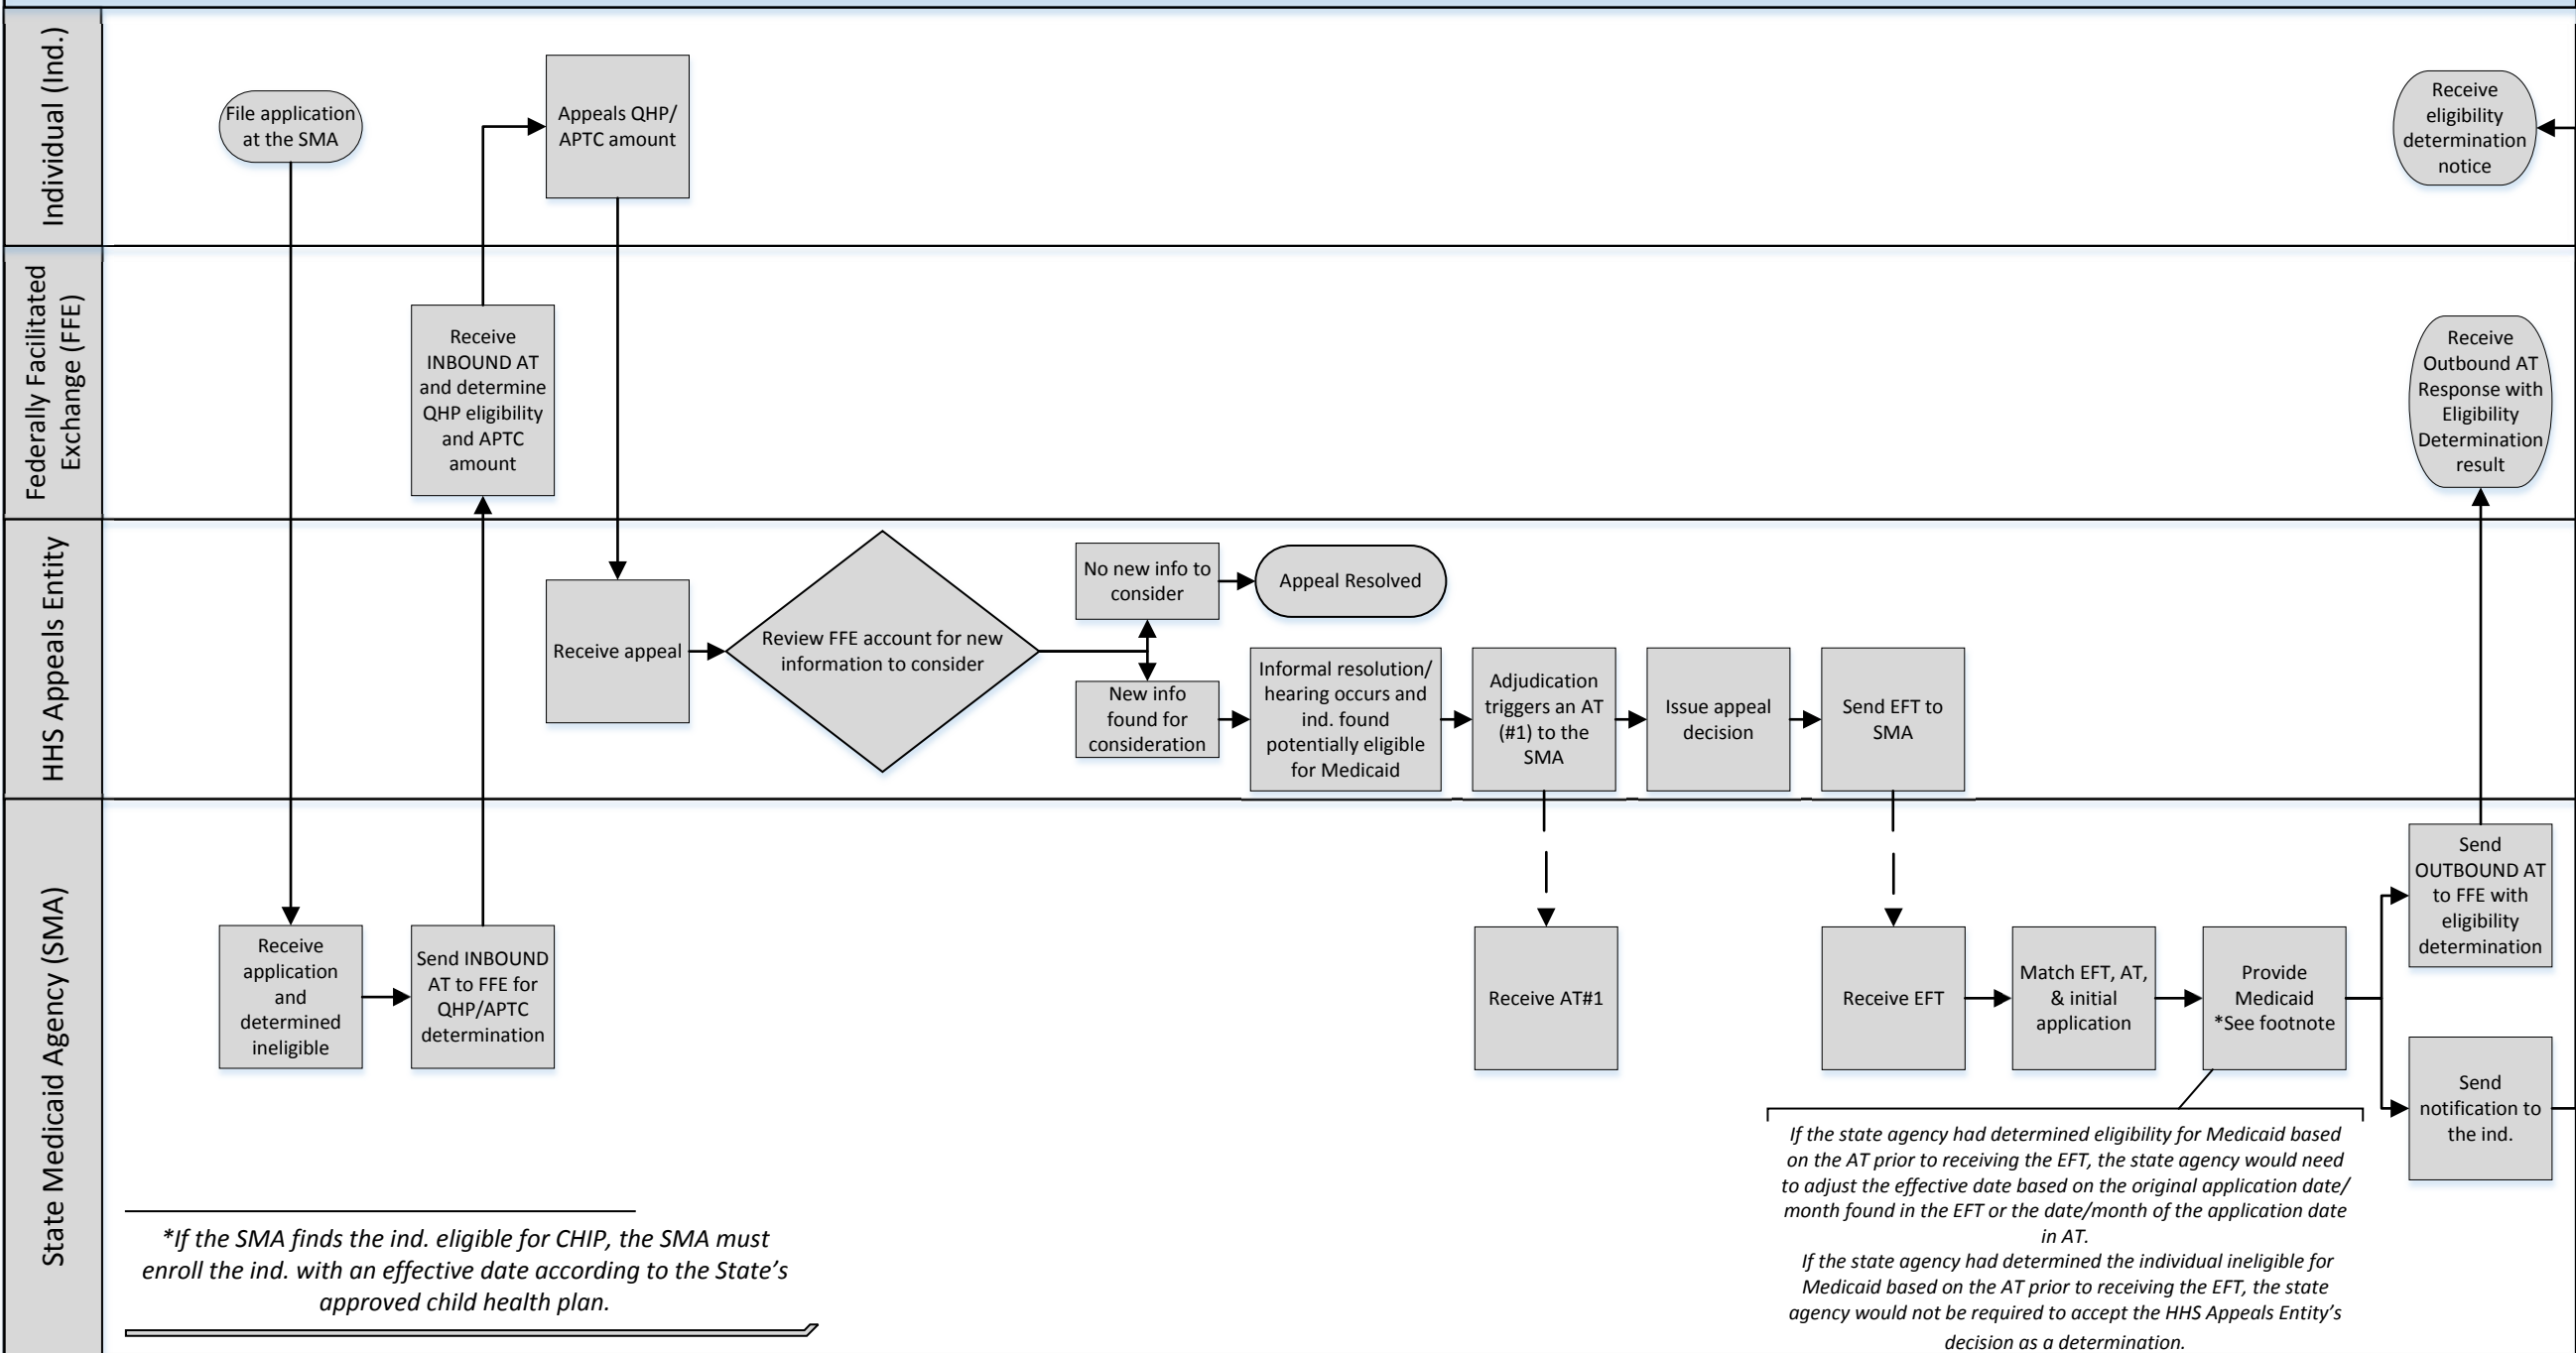 Individual (Ind.)
File application
at the SMA
Appeals QHP/
APTC amount
Receive
eligibility
determination
notice
Federally Facilitated
Exchange (FFE)
Receive
INBOUND AT
and determine
QHP eligibility
and APTC
amount
Receive
Outbound AT
Response with
Eligibility
Determination
result
HHS Appeals Entity
Receive appeal
Review FFE account for new
information to consider
No new info to
consider
Appeal Resolved
New info
found for
consideration
Informal resolution/
hearing occurs and
ind. found
potentially eligible
for Medicaid
Adjudication
triggers an AT
(#1) to the
SMA
Issue appeal
decision
Send EFT to
SMA
State Medicaid Agency (SMA)
Receive
application
and
determined
ineligible
Send INBOUND
AT to FFE for
QHP/APTC
determination
Receive AT#1
Receive EFT
Match EFT, AT,
& initial
application
Provide
Medicaid
*See footnote
Send
OUTBOUND AT
to FFE with
eligibility
determination
Send
notification to
the ind.
If the state agency had determined eligibility for Medicaid based
on the AT prior to receiving the EFT, the state agency would need
to adjust the effective date based on the original application date/
month found in the EFT or the date/month of the application date
in AT.
If the state agency had determined the individual ineligible for
Medicaid based on the AT prior to receiving the EFT, the state
agency would not be required to accept the HHS Appeals Entity's
decision as a determination.
*If the SMA finds the ind. eligible for CHIP, the SMA must
enroll the ind. with an effective date according to the State's
approved child health plan.